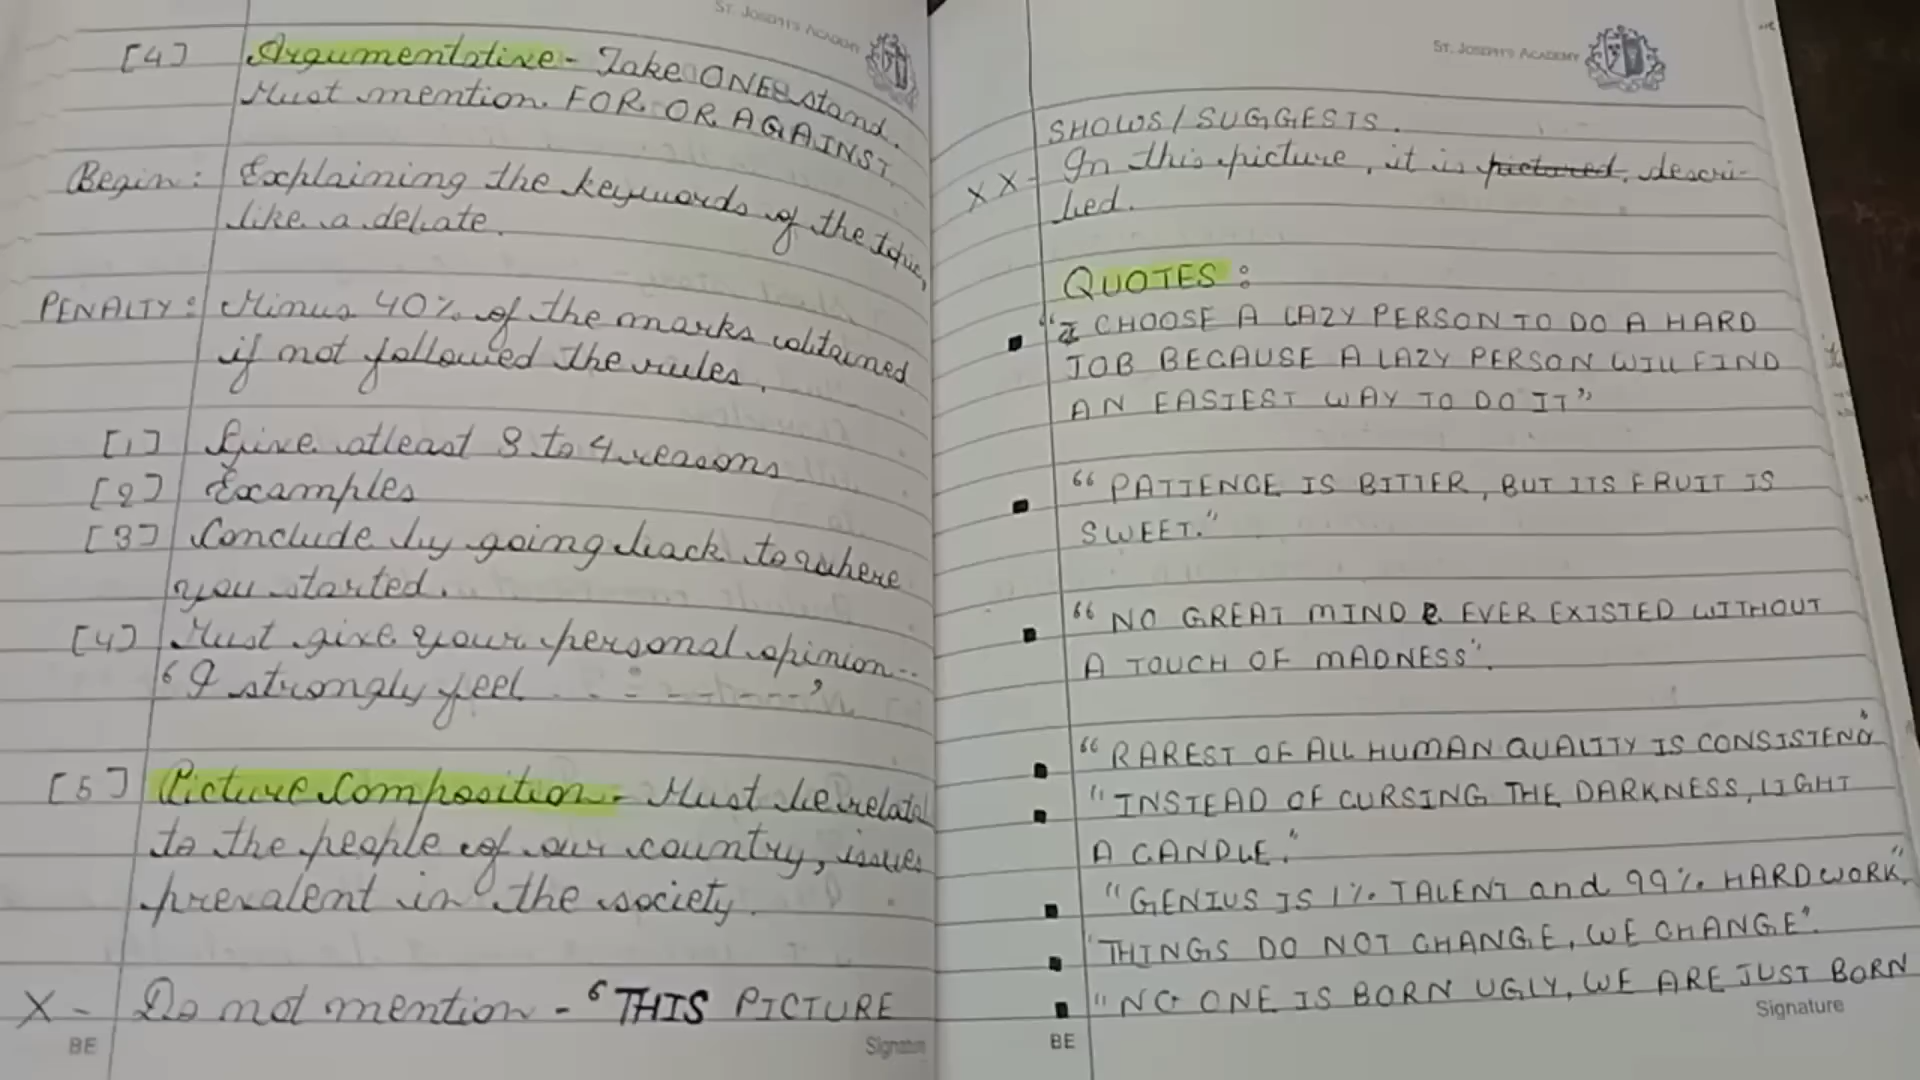 ST. JOSEPH'S ACADEMY
[4] Argumentative - Take ONE stand.
Must mention. FOR OR AGAINST.
Begin: Explaining the keywords of the topic,
like a debate.
PENALTY: Minus 40% of the marks obtained
if not followed the rules.
[1] Give atleast 3 to 4 reasons
[2] Examples
[3] Conclude by going back to where
you started.
[4] Must give your personal opinion...
'I strongly feel ------'
[5] Picture Composition - Must be related
to the people of our country, issues
prevalent in the society.
X - Do not mention - 'THIS PICTURE
BE Signature
ST. JOSEPH'S ACADEMY
SHOWS/SUGGESTS.
XX - In this picture, it is pictured, descri-
bed.
QUOTES:
"I CHOOSE A LAZY PERSON TO DO A HARD
JOB BECAUSE A LAZY PERSON WILL FIND
AN EASIEST WAY TO DO IT"
"PATIENCE IS BITTER, BUT ITS FRUIT IS
SWEET."
"NO GREAT MIND EVER EXISTED WITHOUT
A TOUCH OF MADNESS".
"RAREST OF ALL HUMAN QUALITY IS CONSISTENCY"
"INSTEAD OF CURSING THE DARKNESS, LIGHT
A CANDLE."
"GENIUS IS 1% TALENT and 99% HARDWORK."
'THINGS DO NOT CHANGE, WE CHANGE'.
"NO ONE IS BORN UGLY, WE ARE JUST BORN
BE Signature